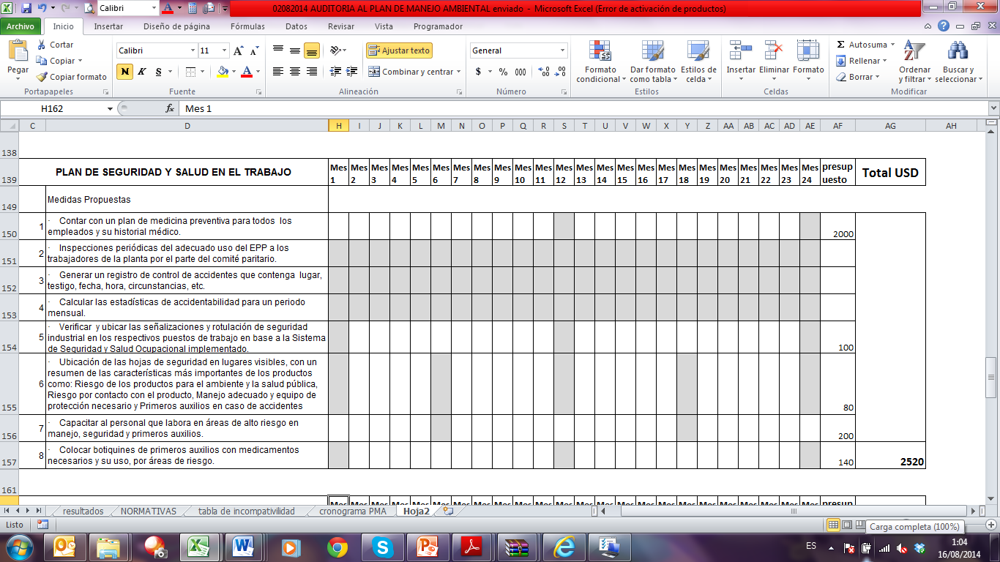 Calibri
02082014 AUDITORIA AL PLAN DE MANEJO AMBIENTAL enviado - Microsoft Excel (Error de activación de productos)
Archivo Inicio Insertar Diseño de página Fórmulas Datos Revisar Vista Programador
Pegar
Cortar
Copiar
Copiar formato
Portapapeles
Calibri 11
N K S
Fuente
Ajustar texto
Combinar y centrar
Alineación
General
$ % 000
Número
Formato condicional
Dar formato como tabla
Estilos de celda
Estilos
Insertar Eliminar Formato
Celdas
Autosuma
Rellenar
Borrar
Ordenar y filtrar
Buscar y seleccionar
Modificar
H162 fx Mes 1
C D H I J K L M N O P Q R S T U V W X Y Z AA AB AC AD AE AF AG AH
138
139 PLAN DE SEGURIDAD Y SALUD EN EL TRABAJO Mes 1 Mes 2 Mes 3 Mes 4 Mes 5 Mes 6 Mes 7 Mes 8 Mes 9 Mes 10 Mes 11 Mes 12 Mes 13 Mes 14 Mes 15 Mes 16 Mes 17 Mes 18 Mes 19 Mes 20 Mes 21 Mes 22 Mes 23 Mes 24 presupuesto Total USD
149 Medidas Propuestas
150 1 · Contar con un plan de medicina preventiva para todos los
empleados y su historial médico. 2000
151 2 · Inspecciones periódicas del adecuado uso del EPP a los
trabajadores de la planta por el parte del comité paritario.
152 3 · Generar un registro de control de accidentes que contenga lugar,
testigo, fecha, hora, circunstancias, etc.
153 4 · Calcular las estadísticas de accidentabilidad para un periodo
mensual.
154 5 · Verificar y ubicar las señalizaciones y rotulación de seguridad
industrial en los respectivos puestos de trabajo en base a la Sistema
de Seguridad y Salud Ocupacional implementado. 100
155 6 · Ubicación de las hojas de seguridad en lugares visibles, con un
resumen de las características más importantes de los productos
como: Riesgo de los productos para el ambiente y la salud pública,
Riesgo por contacto con el producto, Manejo adecuado y equipo de
protección necesario y Primeros auxilios en caso de accidentes 80
156 7 · Capacitar al personal que labora en áreas de alto riesgo en
manejo, seguridad y primeros auxilios. 200
157 8 · Colocar botiquines de primeros auxilios con medicamentos
necesarios y su uso, por áreas de riesgo. 140 2520
161
Mes Mes Mes Mes Mes Mes Mes Mes Mes Mes Mes Mes Mes Mes Mes Mes Mes Mes Mes Mes Mes Mes Mes Mes presup
resultados NORMATIVAS tabla de incompativilidad cronograma PMA Hoja2
Listo
Carga completa (100%)
ES
1:04
16/08/2014